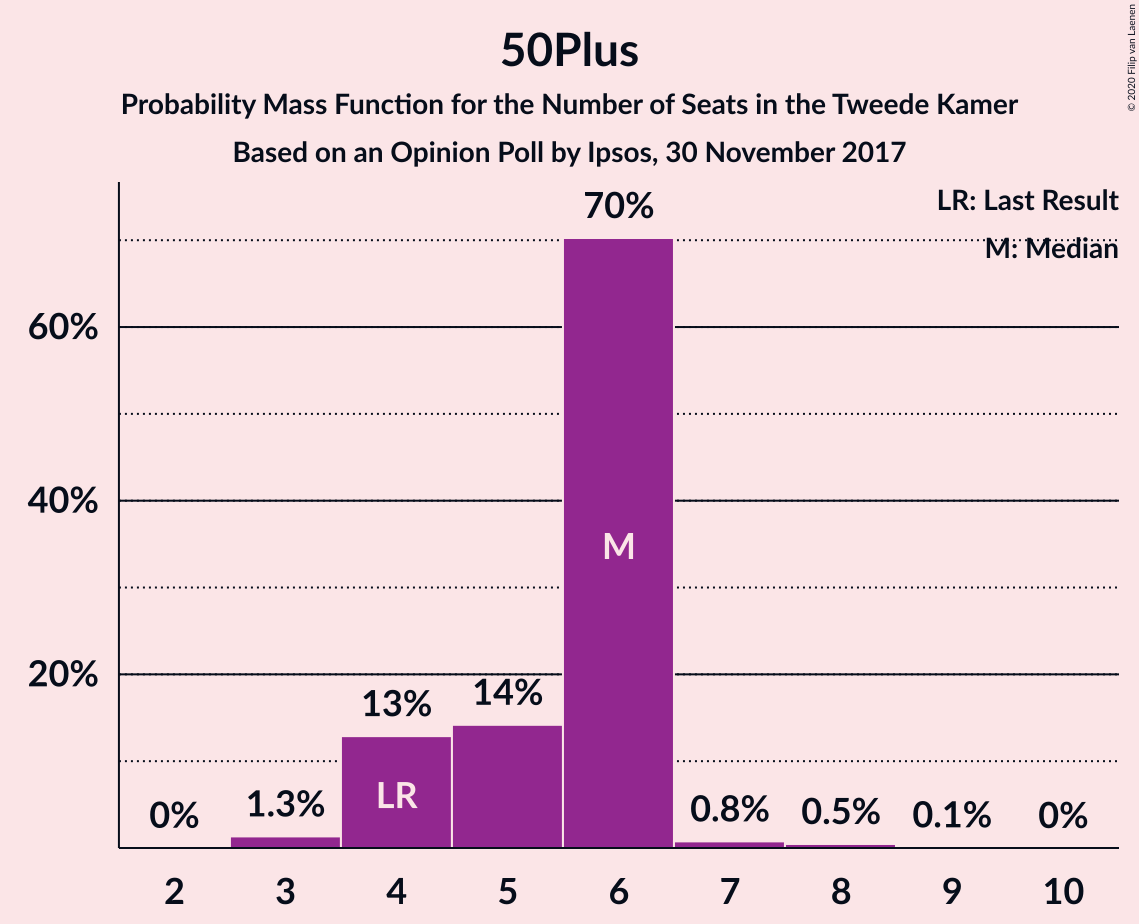 50Plus
Probability Mass Function for the Number of Seats in the Tweede Kamer
Based on an Opinion Poll by Ipsos, 30 November 2017
© 2020 Filip van Laenen
LR: Last Result
M: Median
60%
40%
20%
0%
1.3%
13%
14%
70%
0.8%
0.5%
0.1%
0%
LR
M
2 3 4 5 6 7 8 9 10